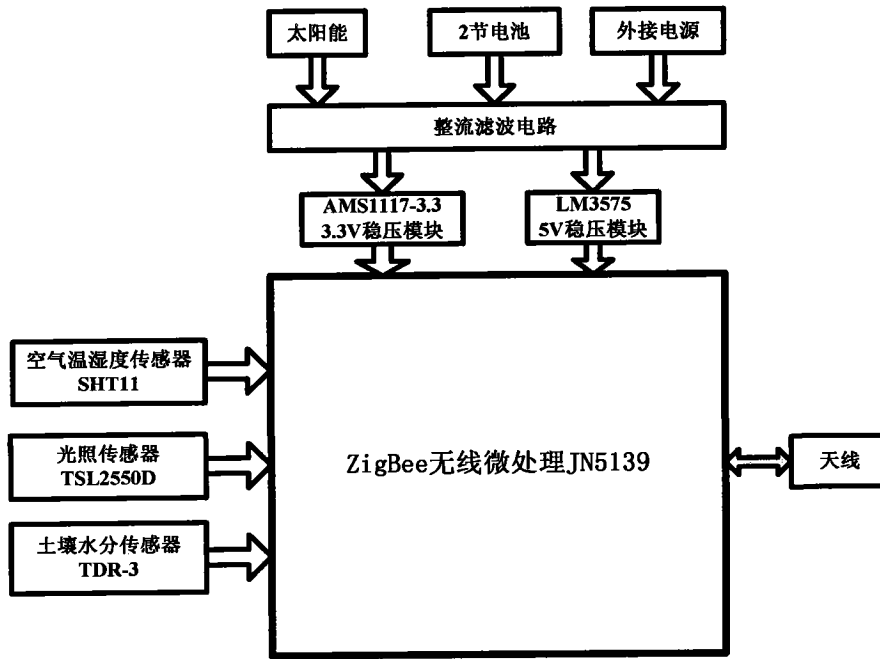 太阳能
2节电池
外接电源
整流滤波电路
AMS1117-3.3
3.3V稳压模块
LM3575
5V稳压模块
空气温湿度传感器
SHT11
光照传感器
TSL2550D
土壤水分传感器
TDR-3
ZigBee无线微处理JN5139
天线